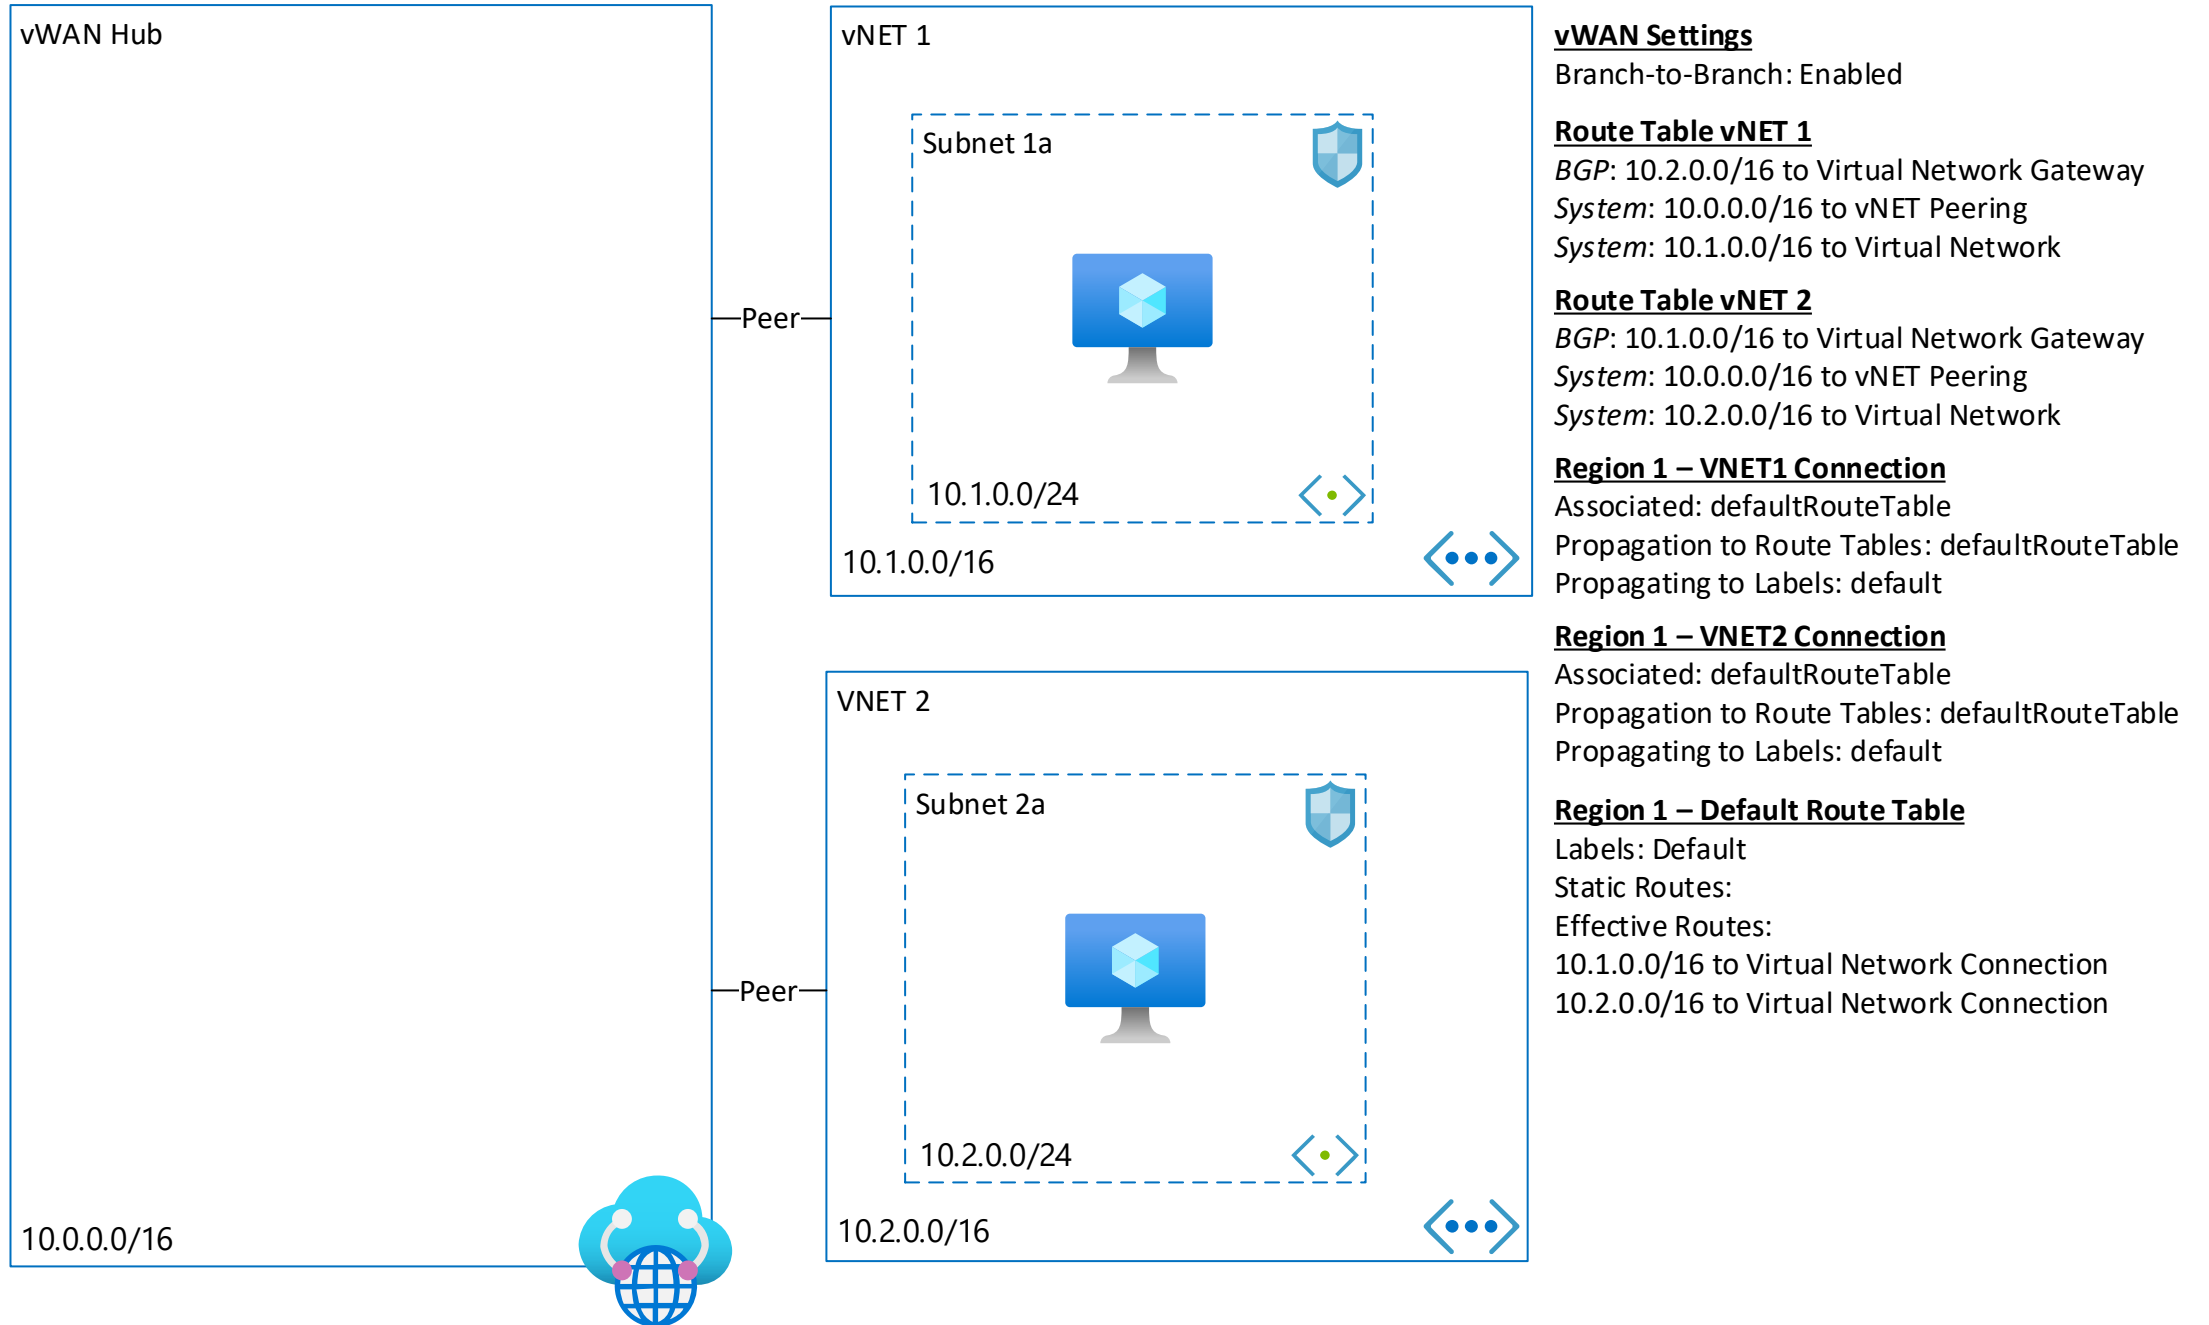 vWAN Hub
10.0.0.0/16
Peer
Peer
vNET 1
Subnet 1a
10.1.0.0/24
10.1.0.0/16
VNET 2
Subnet 2a
10.2.0.0/24
10.2.0.0/16
vWAN Settings
Branch-to-Branch: Enabled
Route Table vNET 1
BGP: 10.2.0.0/16 to Virtual Network Gateway
System: 10.0.0.0/16 to vNET Peering
System: 10.1.0.0/16 to Virtual Network
Route Table vNET 2
BGP: 10.1.0.0/16 to Virtual Network Gateway
System: 10.0.0.0/16 to vNET Peering
System: 10.2.0.0/16 to Virtual Network
Region 1 – VNET1 Connection
Associated: defaultRouteTable
Propagation to Route Tables: defaultRouteTable
Propagating to Labels: default
Region 1 – VNET2 Connection
Associated: defaultRouteTable
Propagation to Route Tables: defaultRouteTable
Propagating to Labels: default
Region 1 – Default Route Table
Labels: Default
Static Routes:
Effective Routes:
10.1.0.0/16 to Virtual Network Connection
10.2.0.0/16 to Virtual Network Connection